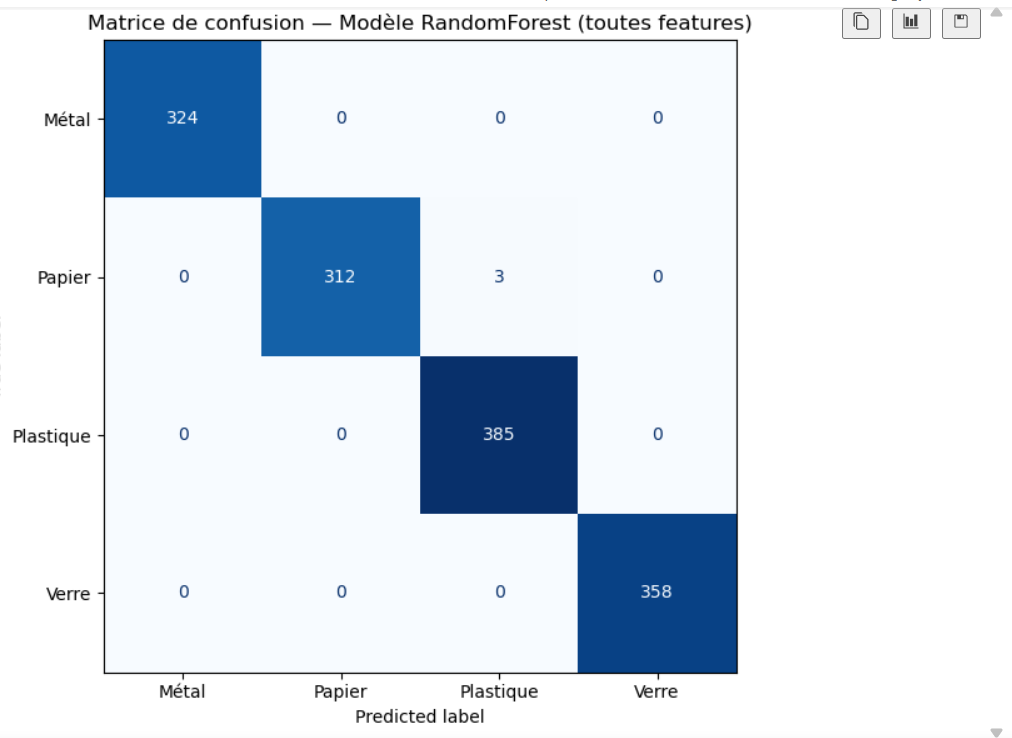 Matrice de confusion — Modèle RandomForest (toutes features)
Métal 324 0 0 0
Papier 0 312 3 0
Plastique 0 0 385 0
Verre 0 0 0 358
Métal Papier Plastique Verre
Predicted label